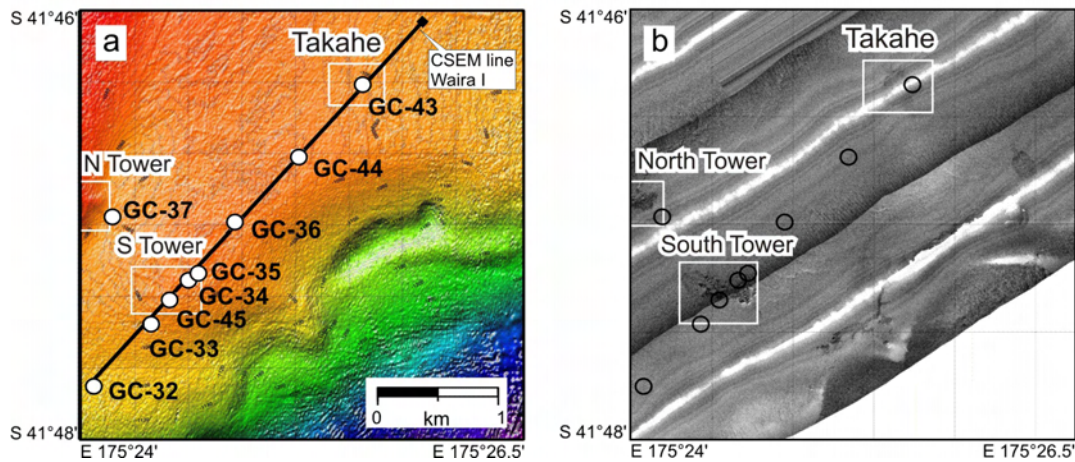 S 41°46'
a
Takahe
CSEM line
Waira I
GC-43
GC-44
N Tower
GC-37
GC-36
S Tower
GC-35
GC-34
GC-45
GC-33
GC-32
0
1
km
S 41°48'
E 175°24'
E 175°26.5'
S 41°46'
b
Takahe
North Tower
South Tower
S 41°48'
E 175°24'
E 175°26.5'